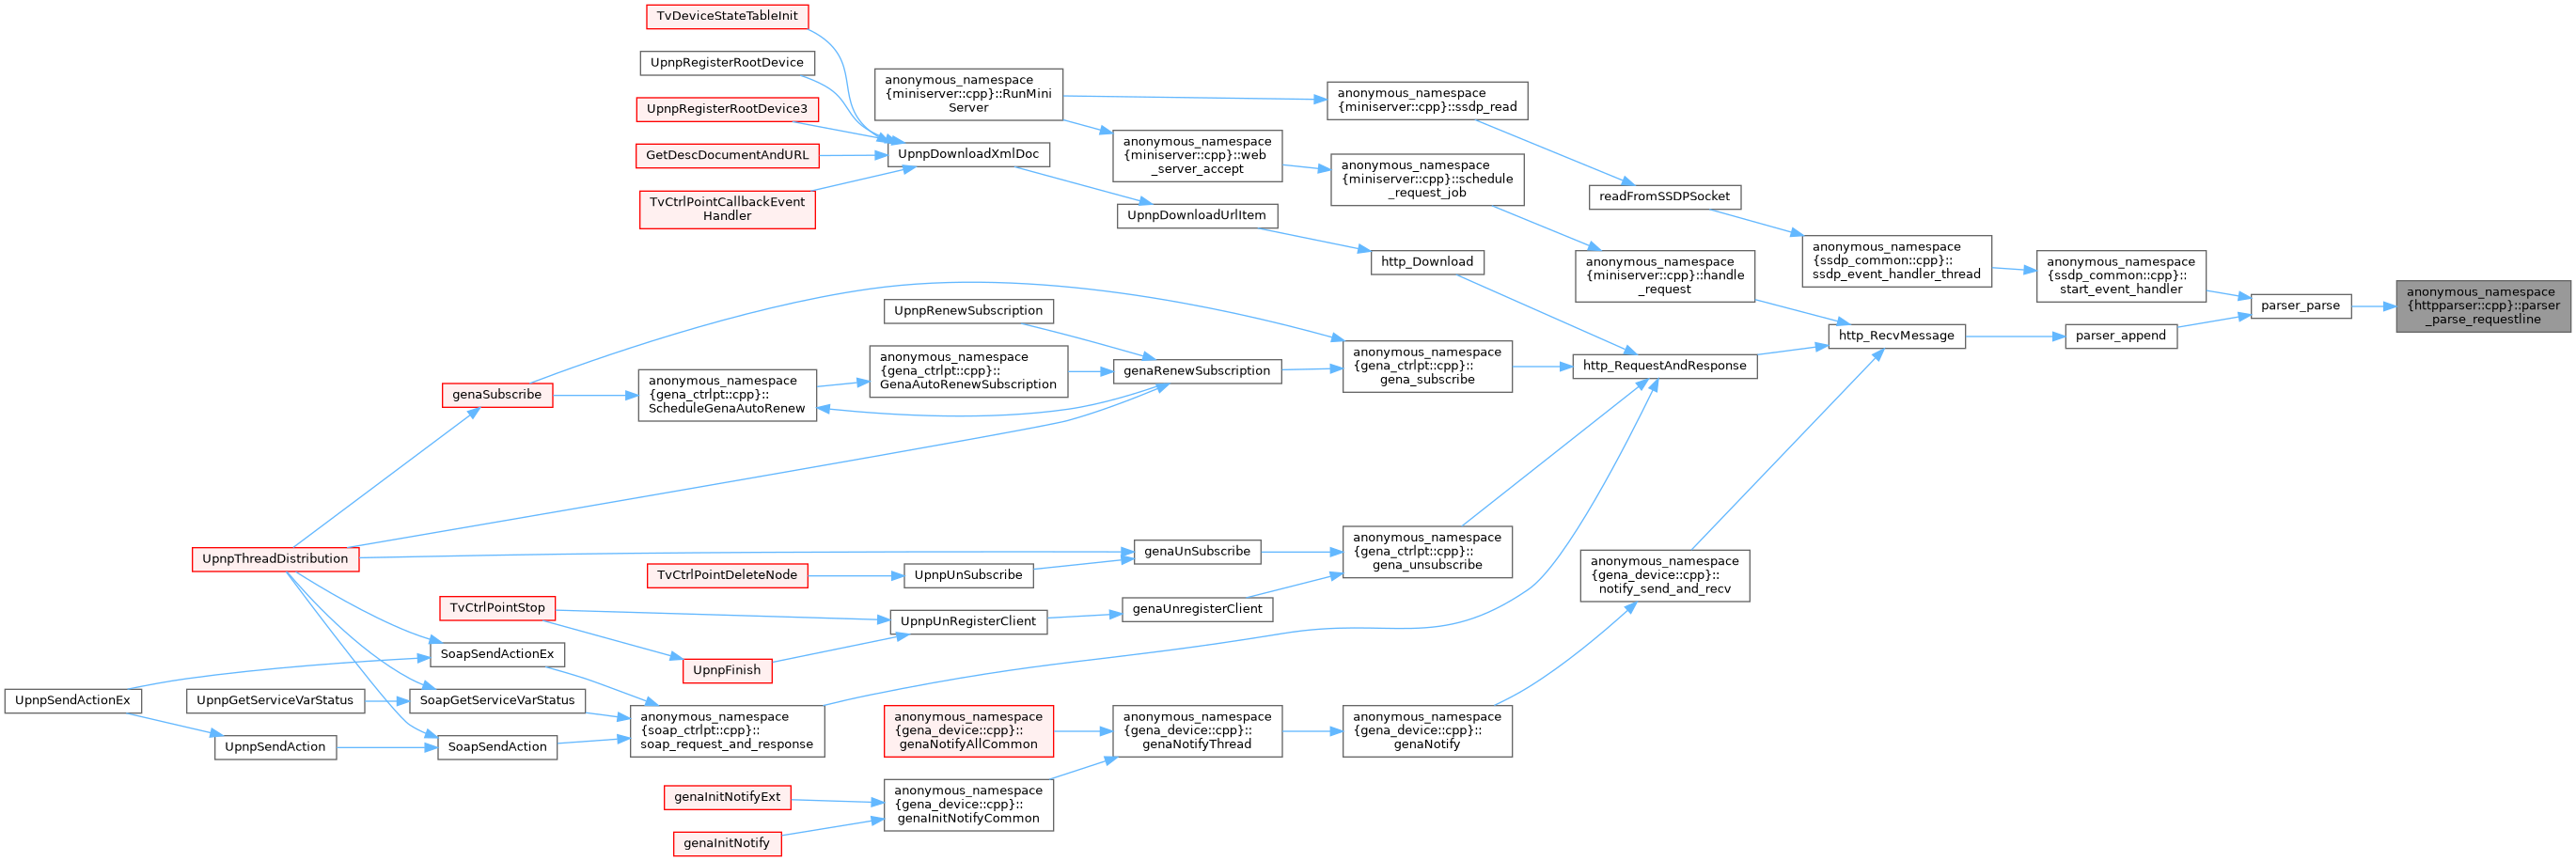 TvDeviceStateTableInit
UpnpRegisterRootDevice
UpnpRegisterRootDevice3
GetDescDocumentAndURL
TvCtrlPointCallbackEvent
Handler
UpnpDownloadXmlDoc
anonymous_namespace
{miniserver::cpp}::RunMini
Server
anonymous_namespace
{miniserver::cpp}::web
_server_accept
UpnpDownloadUrlItem
anonymous_namespace
{miniserver::cpp}::ssdp_read
anonymous_namespace
{miniserver::cpp}::schedule
_request_job
http_Download
readFromSSDPSocket
anonymous_namespace
{miniserver::cpp}::handle
_request
anonymous_namespace
{ssdp_common::cpp}::
ssdp_event_handler_thread
anonymous_namespace
{ssdp_common::cpp}::
start_event_handler
parser_parse
anonymous_namespace
{httpparser::cpp}::parser
_parse_requestline
parser_append
http_RecvMessage
http_RequestAndResponse
anonymous_namespace
{gena_ctrlpt::cpp}::
gena_subscribe
UpnpRenewSubscription
genaRenewSubscription
anonymous_namespace
{gena_ctrlpt::cpp}::
GenaAutoRenewSubscription
anonymous_namespace
{gena_ctrlpt::cpp}::
ScheduleGenaAutoRenew
genaSubscribe
UpnpThreadDistribution
genaUnSubscribe
anonymous_namespace
{gena_ctrlpt::cpp}::
gena_unsubscribe
UpnpUnSubscribe
TvCtrlPointDeleteNode
genaUnregisterClient
UpnpUnRegisterClient
TvCtrlPointStop
UpnpFinish
anonymous_namespace
{gena_device::cpp}::
notify_send_and_recv
SoapSendActionEx
UpnpSendActionEx
UpnpGetServiceVarStatus
SoapGetServiceVarStatus
UpnpSendAction
SoapSendAction
anonymous_namespace
{soap_ctrlpt::cpp}::
soap_request_and_response
anonymous_namespace
{gena_device::cpp}::
genaNotifyAllCommon
anonymous_namespace
{gena_device::cpp}::
genaNotifyThread
anonymous_namespace
{gena_device::cpp}::
genaNotify
genaInitNotifyExt
anonymous_namespace
{gena_device::cpp}::
genaInitNotifyCommon
genaInitNotify